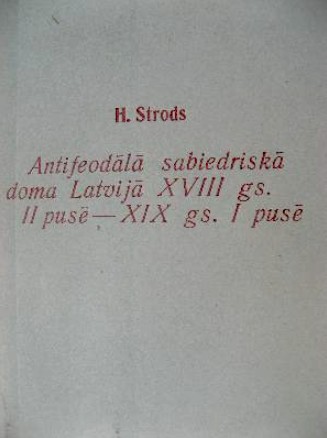 H. Strods
Antifeodālā sabiedriskā
doma Latvijā XVIII gs.
II pusē — XIX gs. I pusē